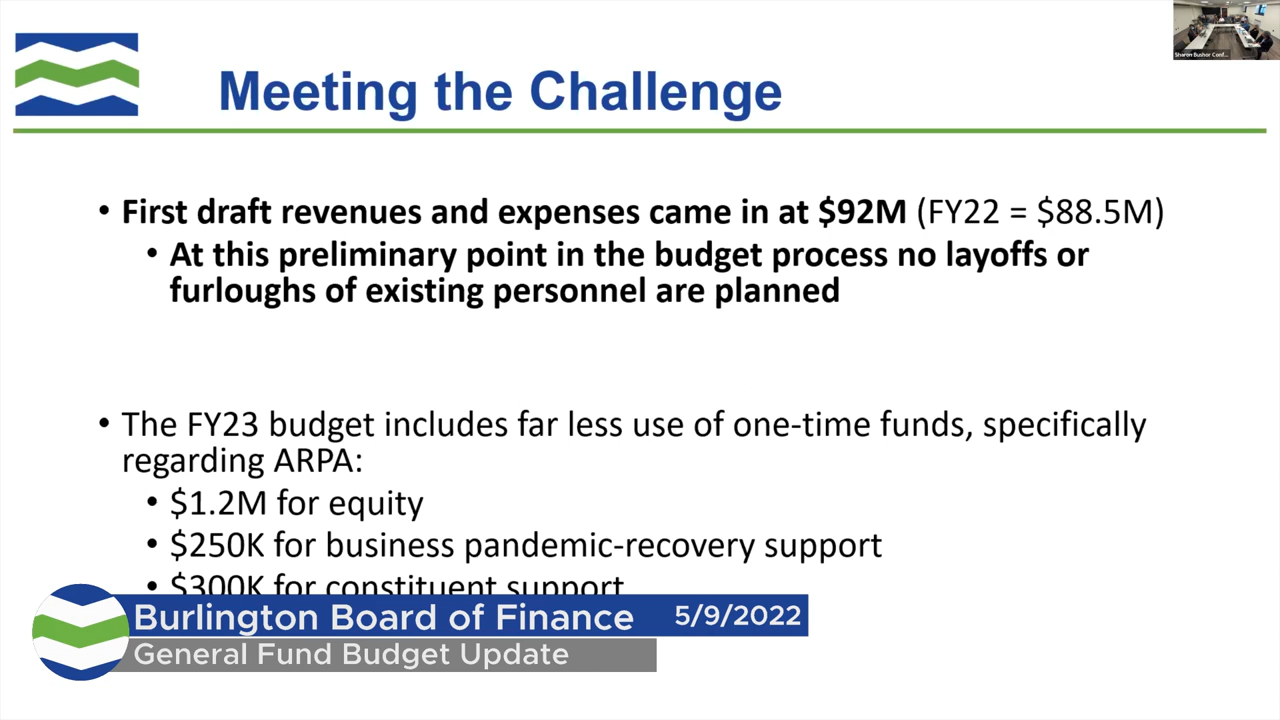 Sharon Bushor Conf...
Meeting the Challenge
• First draft revenues and expenses came in at $92M (FY22 = $88.5M)
• At this preliminary point in the budget process no layoffs or
furloughs of existing personnel are planned
• The FY23 budget includes far less use of one-time funds, specifically
regarding ARPA:
• $1.2M for equity
• $250K for business pandemic-recovery support
• $300K for constituent support
Burlington Board of Finance 5/9/2022
General Fund Budget Update